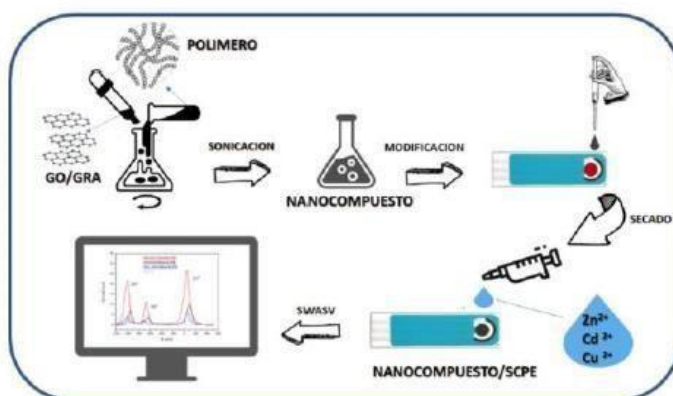 POLIMERO
GO/GRA
SONICACION
NANOCOMPUESTO
MODIFICACION
SECADO
Zn²⁺
Cd ²⁺
Cu ²⁺
NANOCOMPUESTO/SCPE
SWASV